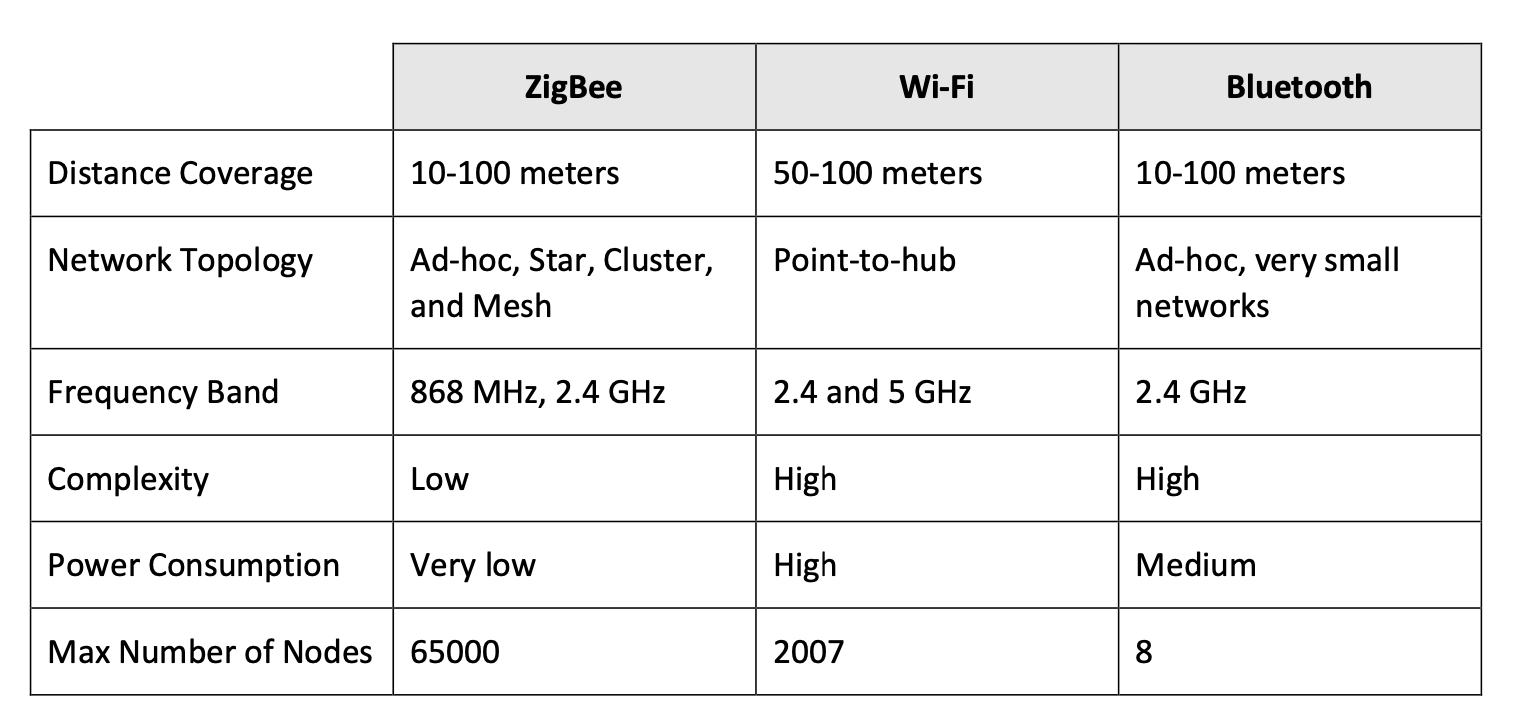 ZigBee Wi-Fi Bluetooth
Distance Coverage 10-100 meters 50-100 meters 10-100 meters
Network Topology Ad-hoc, Star, Cluster, Point-to-hub Ad-hoc, very small
and Mesh networks
Frequency Band 868 MHz, 2.4 GHz 2.4 and 5 GHz 2.4 GHz
Complexity Low High High
Power Consumption Very low High Medium
Max Number of Nodes 65000 2007 8